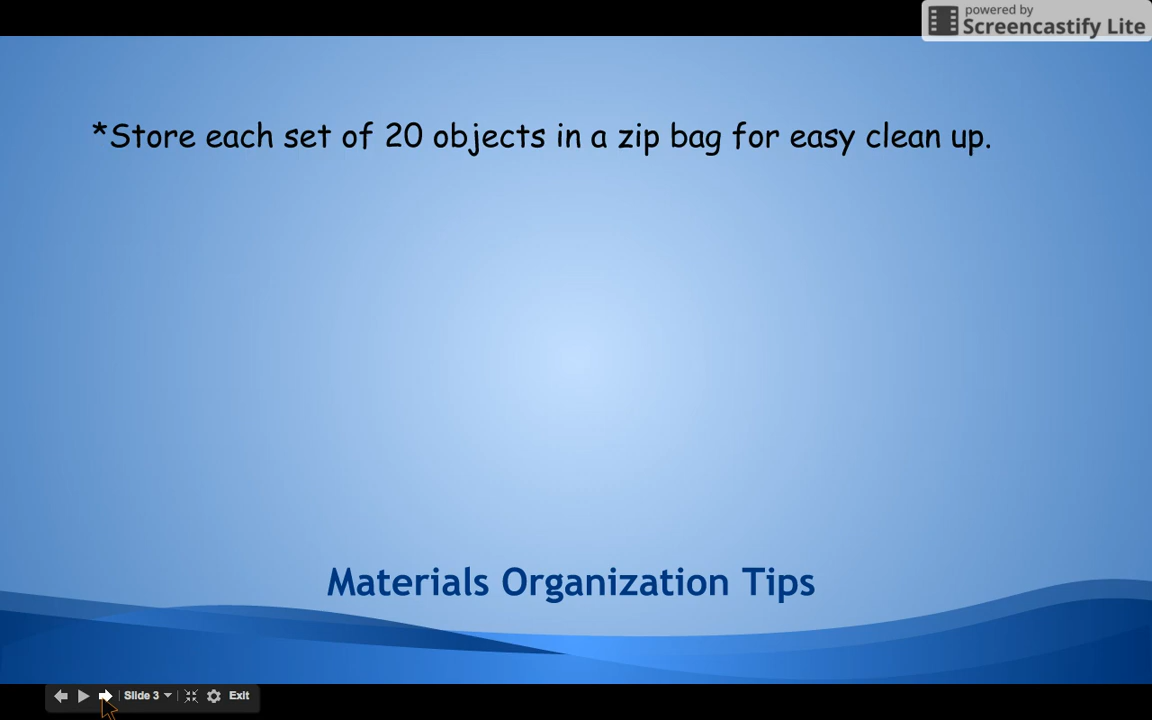 powered by
Screencastify Lite
*Store each set of 20 objects in a zip bag for easy clean up.
Materials Organization Tips
Slide 3
Exit